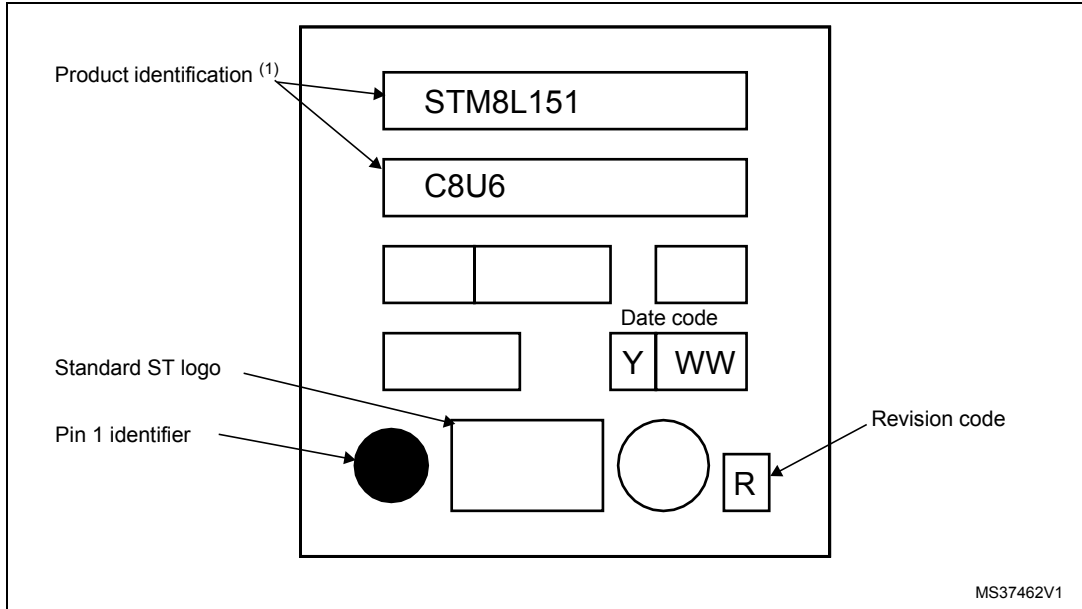 Product identification (1)
STM8L151
C8U6
Date code
Y WW
Standard ST logo
Pin 1 identifier
Revision code
R
MS37462V1